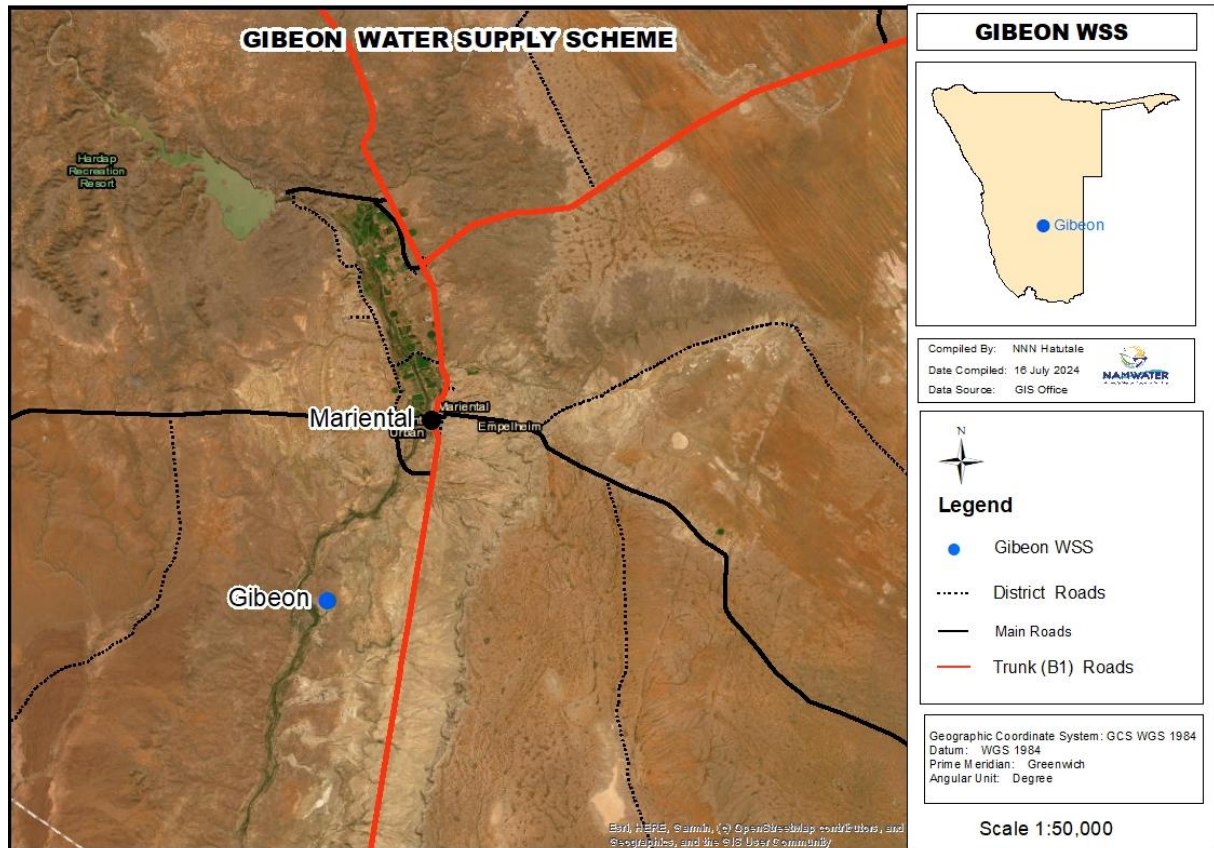 GIBEON WATER SUPPLY SCHEME
Hardap
Recreation
Resort
Mariental
Mariental
Urban
Empelheim
Gibeon
Esri, HERE, Garmin, (c) OpenStreetMap contributors, and
Geographics, and the GIS User Community
GIBEON WSS
Gibeon
Compiled By: NNN Hatutale
Date Compiled: 16 July 2024
Data Source: GIS Office
NAMWATER
N
Legend
Gibeon WSS
District Roads
Main Roads
Trunk (B1) Roads
Geographic Coordinate System: GCS WGS 1984
Datum: WGS 1984
Prime Meridian: Greenwich
Angular Unit: Degree
Scale 1:50,000